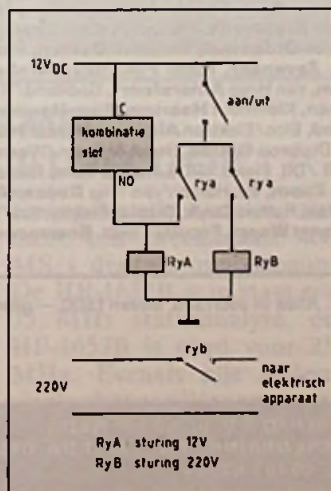 12V DC
C
aan/uit
kombinatie
slot
NO
rya
rya
RyA
RyB
ryb
220V
naar
elektrisch
apparaat
RyA sturing 12V
RyB sturing 220V